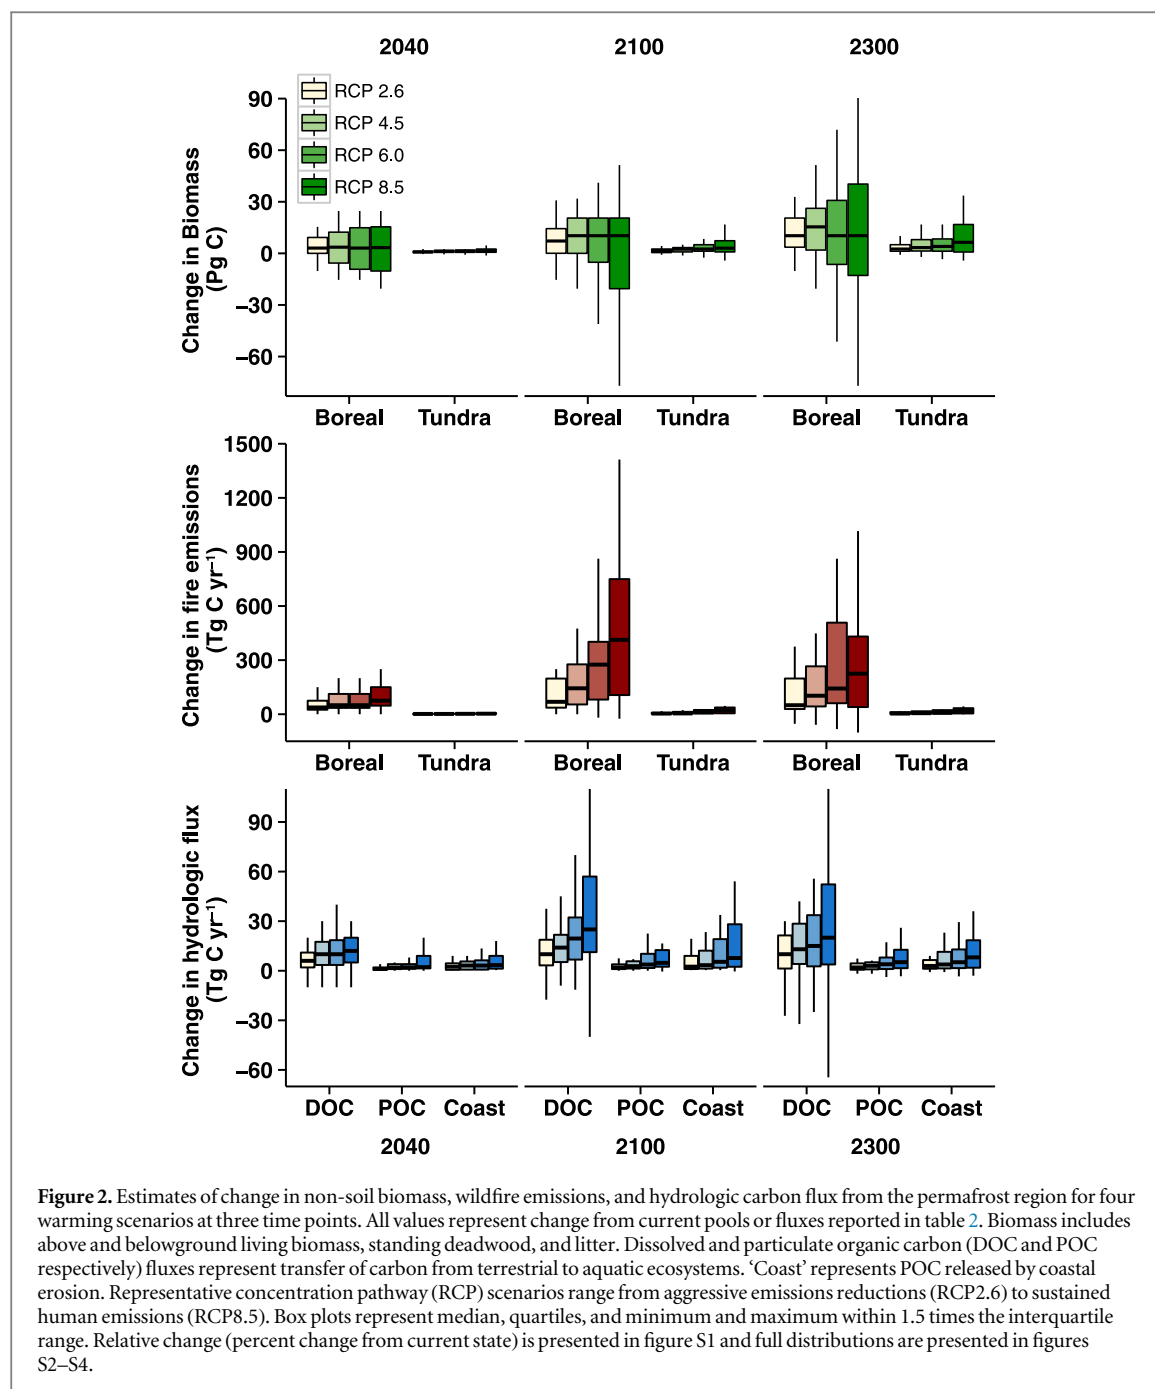 2040 2100 2300
RCP 2.6
RCP 4.5
RCP 6.0
RCP 8.5
Change in Biomass
(Pg C)
90
60
30
0
−30
−60
Boreal Tundra Boreal Tundra Boreal Tundra
Change in fire emissions
(Tg C yr⁻¹)
1500
1200
900
600
300
0
Boreal Tundra Boreal Tundra Boreal Tundra
Change in hydrologic flux
(Tg C yr⁻¹)
90
60
30
0
−30
−60
DOC POC Coast DOC POC Coast DOC POC Coast
2040 2100 2300
Figure 2. Estimates of change in non-soil biomass, wildfire emissions, and hydrologic carbon flux from the permafrost region for four
warming scenarios at three time points. All values represent change from current pools or fluxes reported in table 2. Biomass includes
above and belowground living biomass, standing deadwood, and litter. Dissolved and particulate organic carbon (DOC and POC
respectively) fluxes represent transfer of carbon from terrestrial to aquatic ecosystems. ‘Coast’ represents POC released by coastal
erosion. Representative concentration pathway (RCP) scenarios range from aggressive emissions reductions (RCP2.6) to sustained
human emissions (RCP8.5). Box plots represent median, quartiles, and minimum and maximum within 1.5 times the interquartile
range. Relative change (percent change from current state) is presented in figure S1 and full distributions are presented in figures
S2–S4.